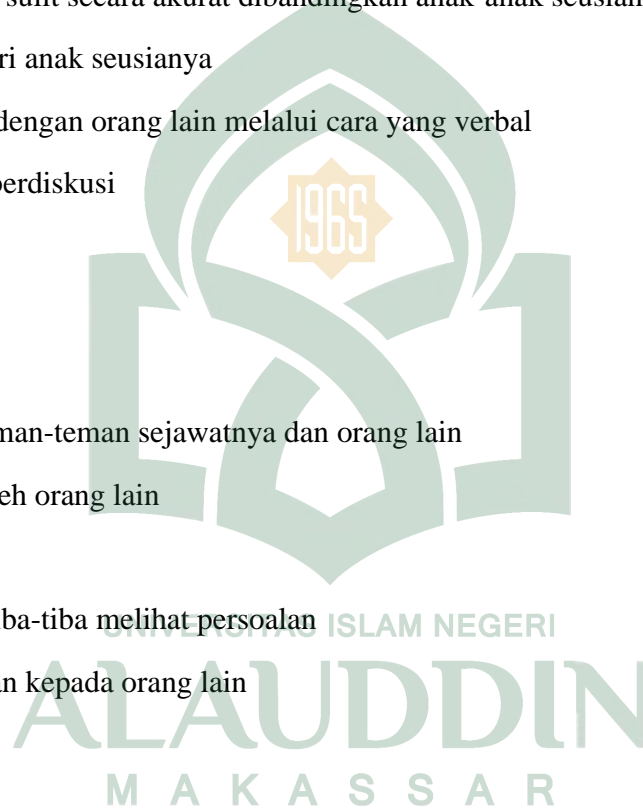 sulit secara akurat dibandingkan anak-anak seusian
ri anak seusianya
dengan orang lain melalui cara yang verbal
berdiskusi
1965
man-teman sejawatnya dan orang lain
eh orang lain
ba-tiba melihat persoalan
UNIVERSITAS ISLAM NEGERI
an kepada orang lain
ALAUDDIN
MAKASSAR